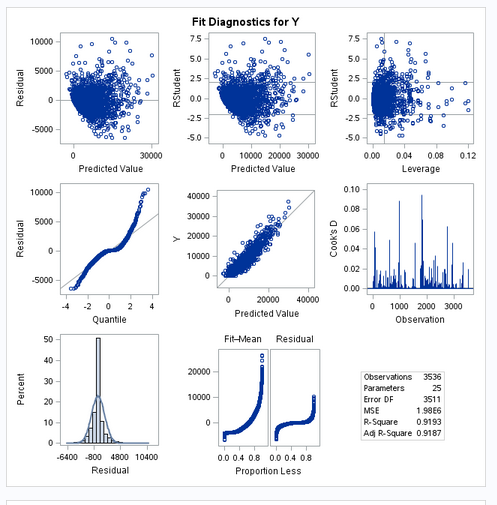 Fit Diagnostics for Y
10000
5000
0
-5000
Residual
0
30000
Predicted Value
7.5
5.0
2.5
0.0
-2.5
-5.0
RStudent
0
10000
20000
30000
Predicted Value
7.5
5.0
2.5
0.0
-2.5
-5.0
RStudent
0.00
0.04
0.08
0.12
Leverage
10000
5000
0
-5000
Residual
-4
-2
0
2
4
Quantile
40000
30000
20000
10000
0
Y
0
20000
40000
Predicted Value
0.10
0.08
0.06
0.04
0.02
0.00
Cook's D
0
1000
2000
3000
Observation
50
40
30
20
10
0
Percent
-6400
-800
4400
10400
Residual
Fit–Mean
Residual
20000
10000
0
0.0 0.4 0.8
0.0 0.4 0.8
Proportion Less
Observations 3536
Parameters 25
Error DF 3511
MSE 1.98E6
R-Square 0.9193
Adj R-Square 0.9187